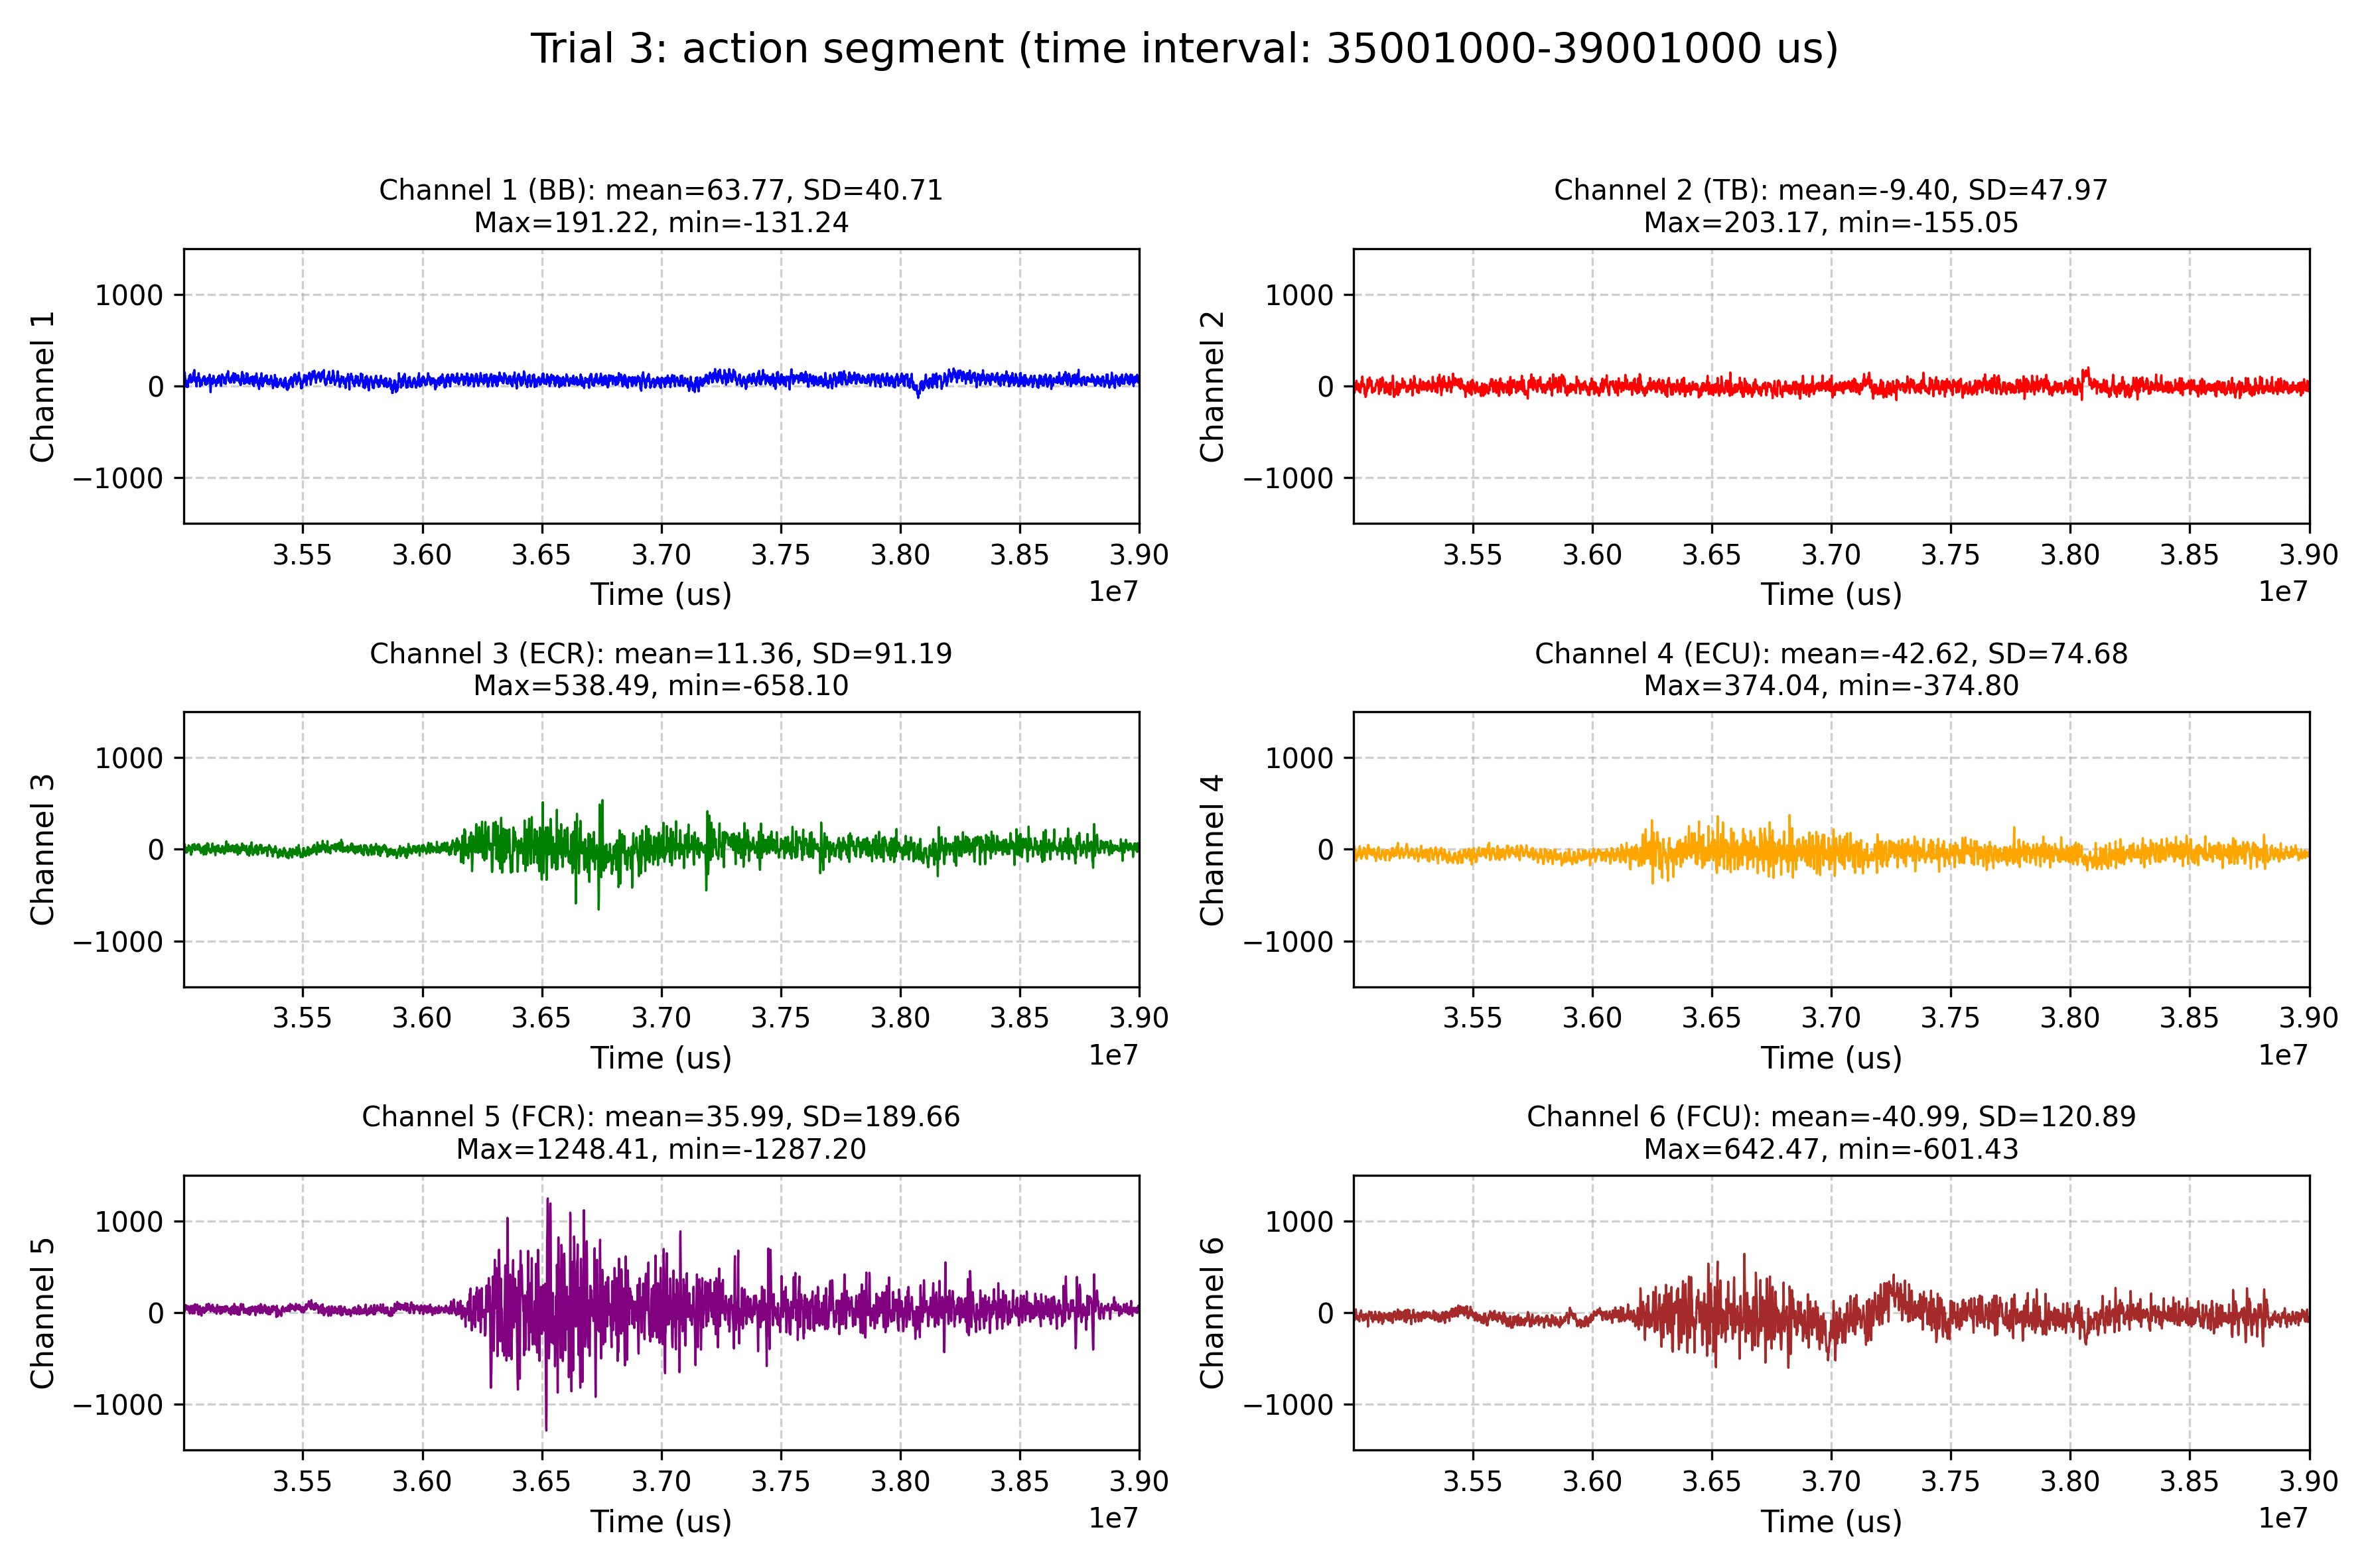 Trial 3: action segment (time interval: 35001000-39001000 us)
Channel 1 (BB): mean=63.77, SD=40.71
Max=191.22, min=-131.24
Channel 1
1000
0
−1000
3.55 3.60 3.65 3.70 3.75 3.80 3.85 3.90
Time (us)
1e7
Channel 2 (TB): mean=-9.40, SD=47.97
Max=203.17, min=-155.05
Channel 2
1000
0
−1000
3.55 3.60 3.65 3.70 3.75 3.80 3.85 3.90
Time (us)
1e7
Channel 3 (ECR): mean=11.36, SD=91.19
Max=538.49, min=-658.10
Channel 3
1000
0
−1000
3.55 3.60 3.65 3.70 3.75 3.80 3.85 3.90
Time (us)
1e7
Channel 4 (ECU): mean=-42.62, SD=74.68
Max=374.04, min=-374.80
Channel 4
1000
0
−1000
3.55 3.60 3.65 3.70 3.75 3.80 3.85 3.90
Time (us)
1e7
Channel 5 (FCR): mean=35.99, SD=189.66
Max=1248.41, min=-1287.20
Channel 5
1000
0
−1000
3.55 3.60 3.65 3.70 3.75 3.80 3.85 3.90
Time (us)
1e7
Channel 6 (FCU): mean=-40.99, SD=120.89
Max=642.47, min=-601.43
Channel 6
1000
0
−1000
3.55 3.60 3.65 3.70 3.75 3.80 3.85 3.90
Time (us)
1e7